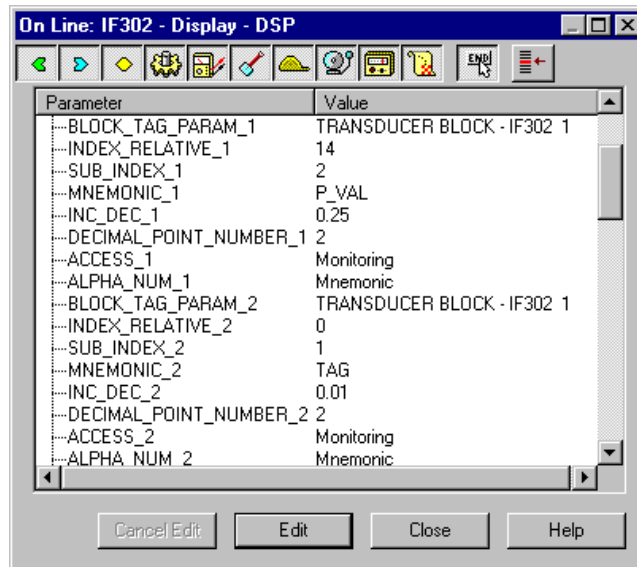 On Line: IF302 - Display - DSP
END
Parameter Value
BLOCK_TAG_PARAM_1 TRANSDUCER BLOCK - IF302 1
INDEX_RELATIVE_1 14
SUB_INDEX_1 2
MNEMONIC_1 P_VAL
INC_DEC_1 0.25
DECIMAL_POINT_NUMBER_1 2
ACCESS_1 Monitoring
ALPHA_NUM_1 Mnemonic
BLOCK_TAG_PARAM_2 TRANSDUCER BLOCK - IF302 1
INDEX_RELATIVE_2 0
SUB_INDEX_2 1
MNEMONIC_2 TAG
INC_DEC_2 0.01
DECIMAL_POINT_NUMBER_2 2
ACCESS_2 Monitoring
ALPHA_NUM_2 Mnemonic
Cancel Edit Edit Close Help